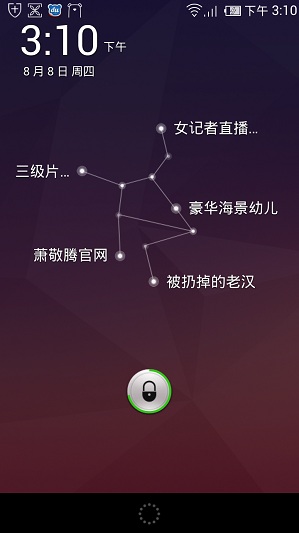 du
下午 3:10
3:10 下午
8月8日 周四
女记者直播...
三级片...
豪华海景幼儿
萧敬腾官网
被扔掉的老汉